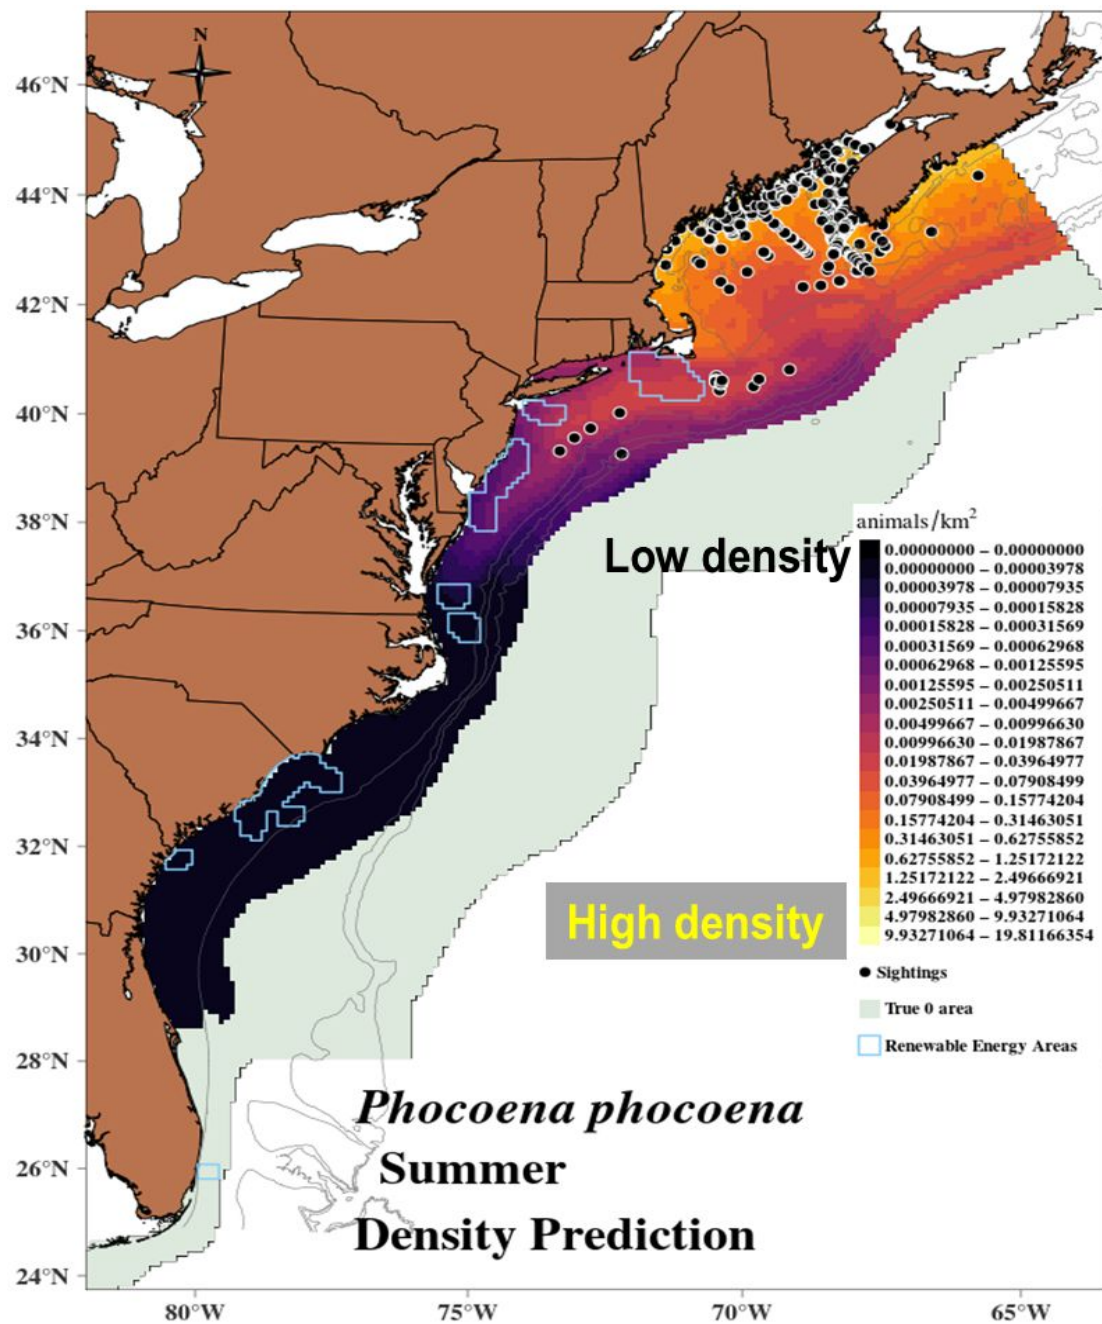 N
46°N
44°N
42°N
40°N
38°N
36°N
34°N
32°N
30°N
28°N
26°N
24°N
80°W
75°W
70°W
65°W
animals/km²
Low density
0.00000000 – 0.00000000
0.00000000 – 0.00003978
0.00003978 – 0.00007935
0.00007935 – 0.00015828
0.00015828 – 0.00031569
0.00031569 – 0.00062968
0.00062968 – 0.00125595
0.00125595 – 0.00250511
0.00250511 – 0.00499667
0.00499667 – 0.00996630
0.00996630 – 0.01987867
0.01987867 – 0.03964977
0.03964977 – 0.07908499
0.07908499 – 0.15774204
0.15774204 – 0.31463051
0.31463051 – 0.62755852
0.62755852 – 1.25172122
1.25172122 – 2.49666921
2.49666921 – 4.97982860
4.97982860 – 9.93271064
9.93271064 – 19.81166354
High density
Sightings
True 0 area
Renewable Energy Areas
Phocoena phocoena
Summer
Density Prediction